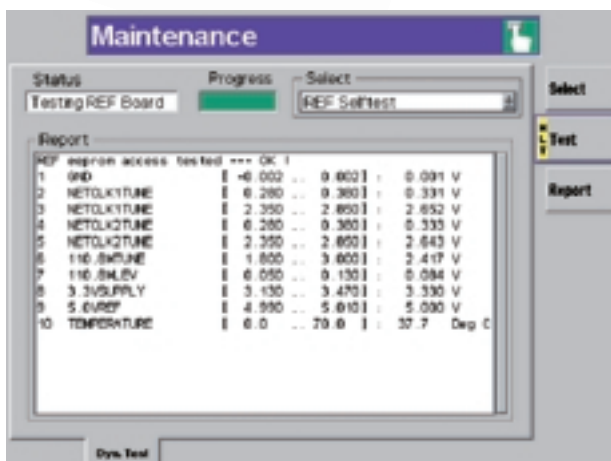 Maintenance
Status Progress Select
Testing REF Board REF Selftest
Select
Test
Report
Report
REF eeprom access tested --- OK !
1 GND [ -0.002 ... 0.002] : 0.001 V
2 NETCLK1TUNE [ 0.280 ... 0.380] : 0.331 V
3 NETCLK1TUNE [ 2.350 ... 2.850] : 2.652 V
4 NETCLK2TUNE [ 0.280 ... 0.380] : 0.333 V
5 NETCLK2TUNE [ 2.350 ... 2.850] : 2.643 V
6 110.8MTUNE [ 1.800 ... 3.000] : 2.417 V
7 110.8MLEV [ 0.050 ... 0.130] : 0.084 V
8 3.3VSUPPLY [ 3.130 ... 3.470] : 3.330 V
9 5.0VREF [ 4.990 ... 5.010] : 5.000 V
10 TEMPERATURE [ 0.0 ... 70.0 ] : 37.7 Deg C
Dyn. Test